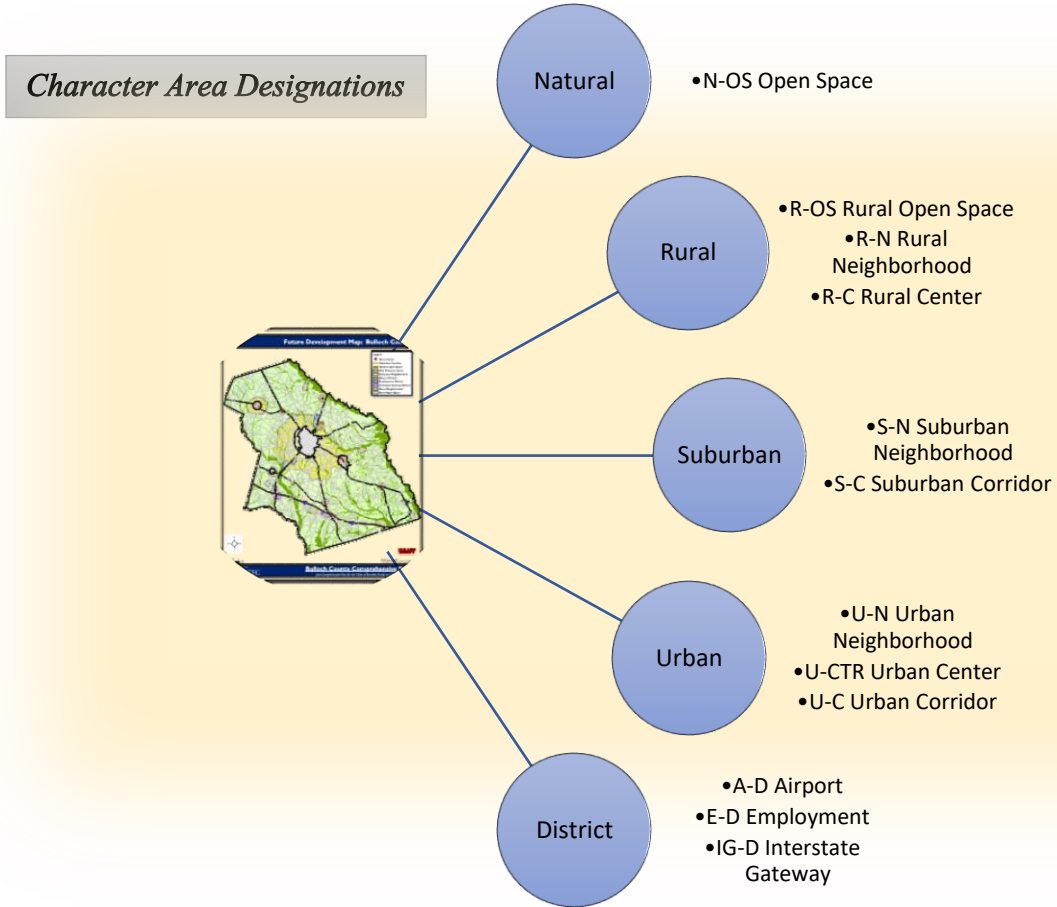 Character Area Designations
Natural
•N-OS Open Space
Rural
•R-OS Rural Open Space
•R-N Rural
Neighborhood
•R-C Rural Center
Future Development Map: Bulloch
Bulloch County Comprehensive
Suburban
•S-N Suburban
Neighborhood
•S-C Suburban Corridor
Urban
•U-N Urban
Neighborhood
•U-CTR Urban Center
•U-C Urban Corridor
District
•A-D Airport
•E-D Employment
•IG-D Interstate
Gateway